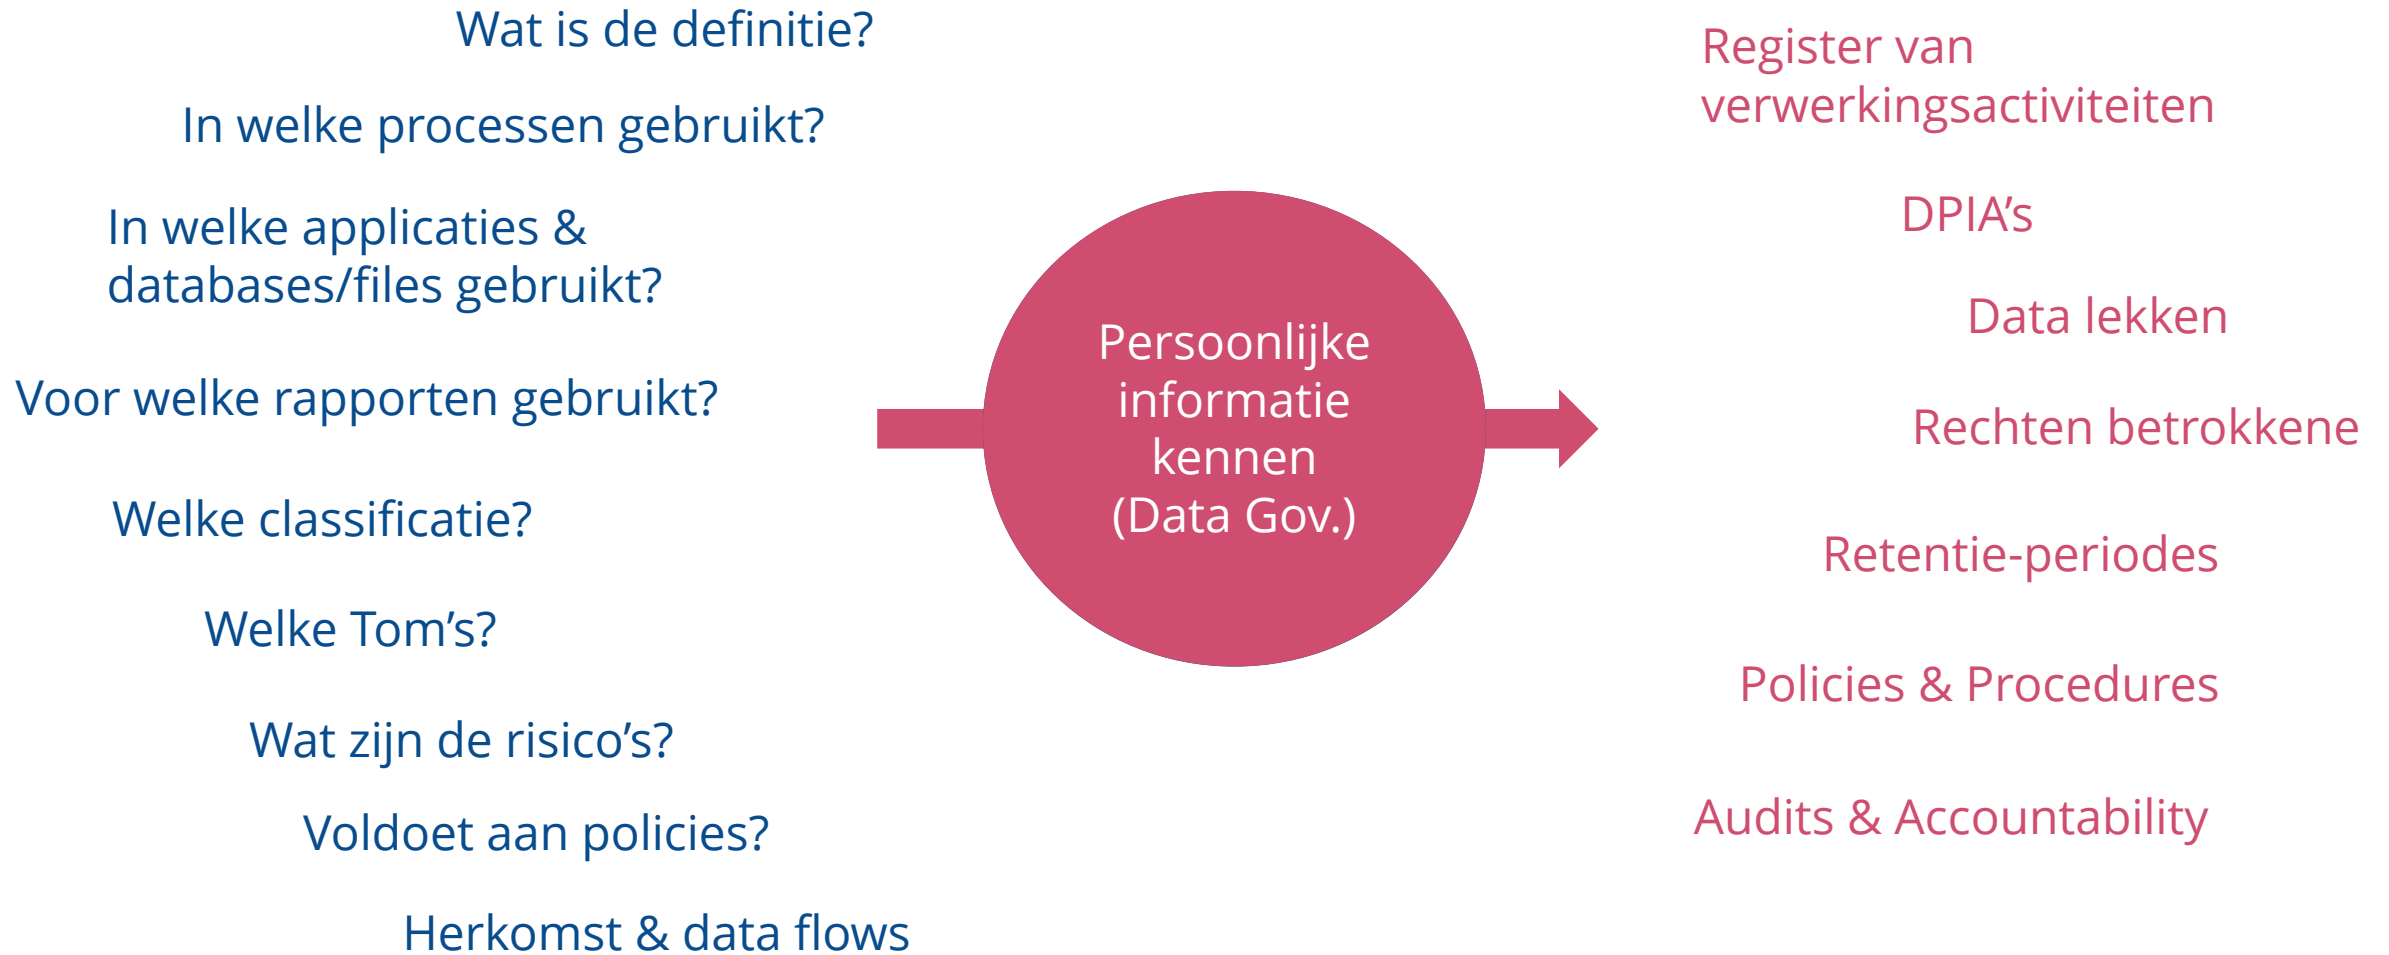 Wat is de definitie?
In welke processen gebruikt?
In welke applicaties &
databases/files gebruikt?
Voor welke rapporten gebruikt?
Welke classificatie?
Welke Tom’s?
Wat zijn de risico’s?
Voldoet aan policies?
Herkomst & data flows
Persoonlijke
informatie
kennen
(Data Gov.)
Register van
verwerkingsactiviteiten
DPIA’s
Data lekken
Rechten betrokkene
Retentie-periodes
Policies & Procedures
Audits & Accountability